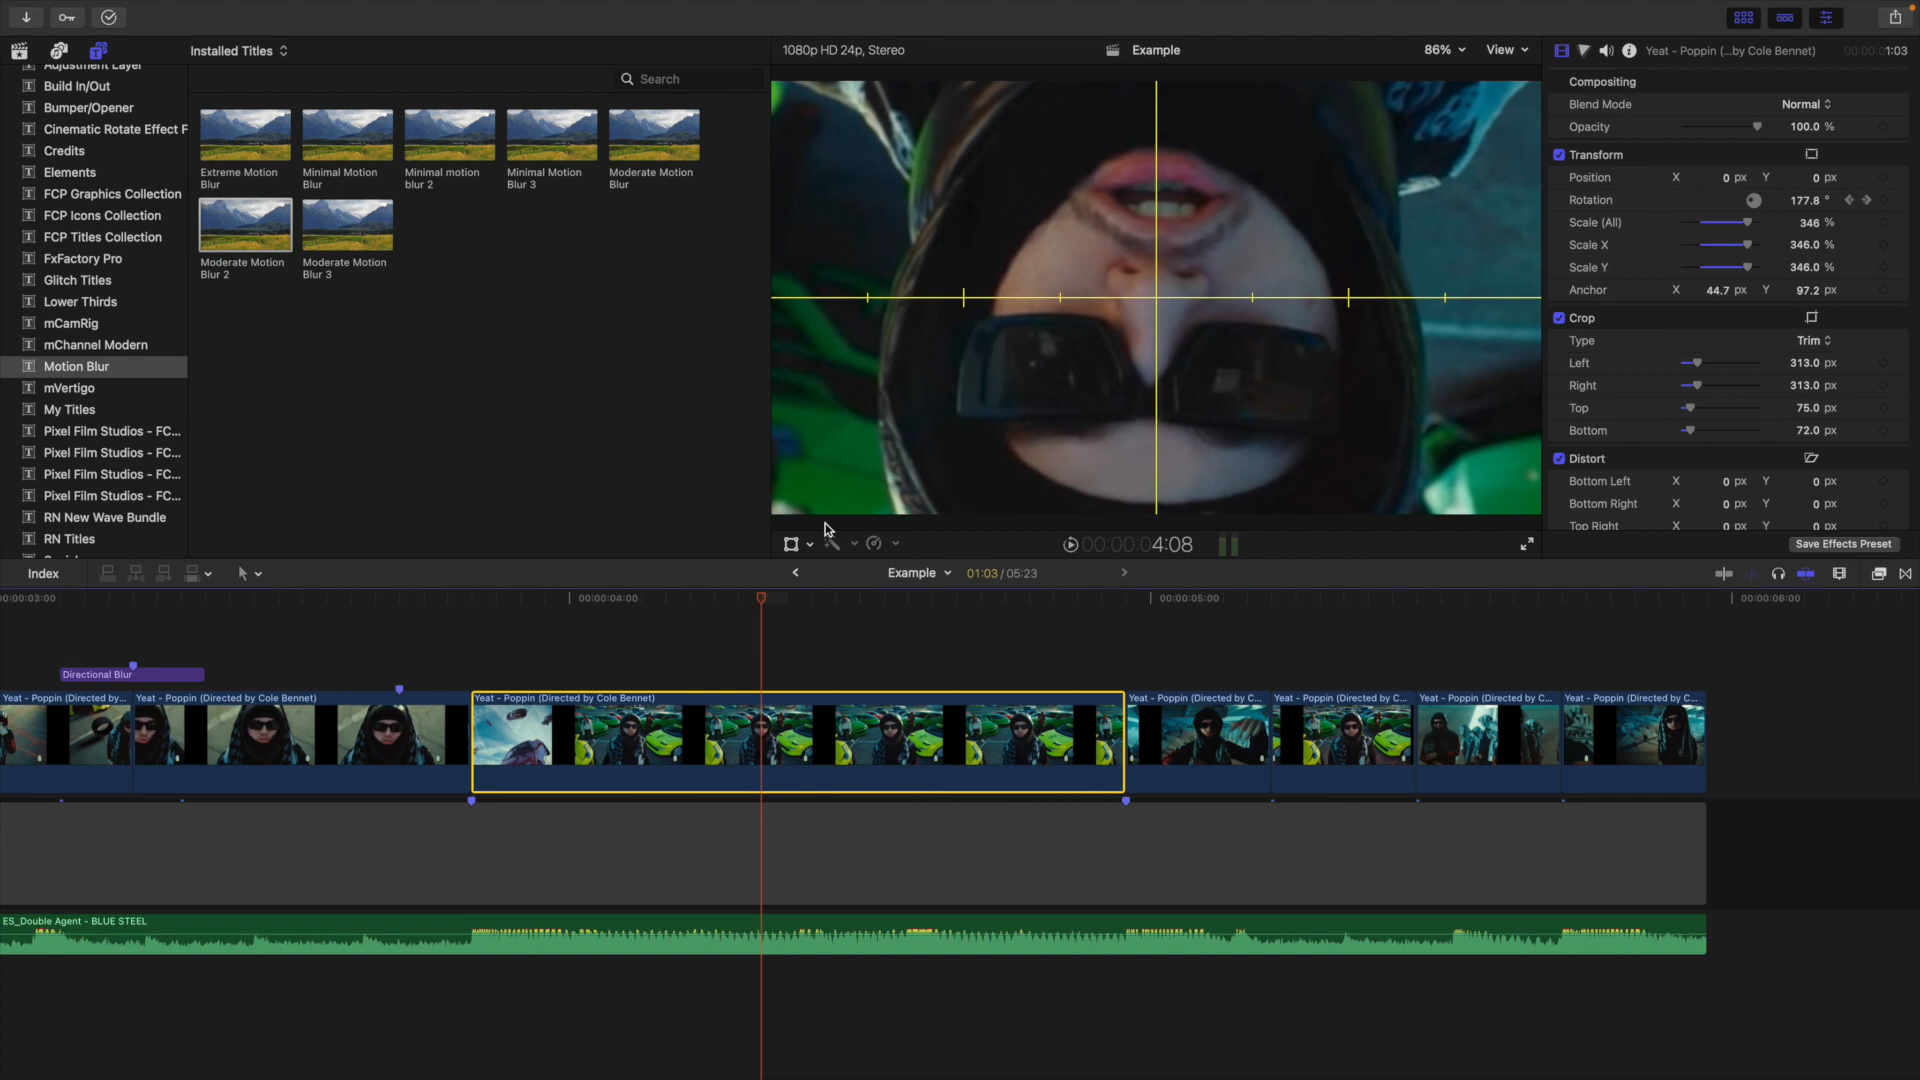 Installed Titles
1080p HD 24p, Stereo
Example
86%
View
Yeat - Poppin (...by Cole Bennett)
00:00:01:03
Adjustment Layer
Build In/Out
Bumper/Opener
Cinematic Rotate Effect F
Credits
Elements
FCP Graphics Collection
FCP Icons Collection
FCP Titles Collection
FxFactory Pro
Glitch Titles
Lower Thirds
mCamRig
mChannel Modern
Motion Blur
mVertigo
My Titles
Pixel Film Studios - FC...
Pixel Film Studios - FC...
Pixel Film Studios - FC...
Pixel Film Studios - FC...
RN New Wave Bundle
RN Titles
Search
Extreme Motion
Blur
Minimal Motion
Blur
Minimal motion
blur 2
Minimal Motion
Blur 3
Moderate Motion
Blur
Moderate Motion
Blur 2
Moderate Motion
Blur 3
Compositing
Blend Mode Normal
Opacity 100.0 %
Transform
Position X 0 px Y 0 px
Rotation 177.8 °
Scale (All) 346 %
Scale X 346.0 %
Scale Y 346.0 %
Anchor X 44.7 px Y 97.2 px
Crop
Type Trim
Left 313.0 px
Right 313.0 px
Top 75.0 px
Bottom 72.0 px
Distort
Bottom Left X 0 px Y 0 px
Bottom Right X 0 px Y 0 px
Top Right X 0 px Y 0 px
00:00:04:08
Save Effects Preset
Index
Example
01:03 / 05:23
00:00:03:00
00:00:04:00
00:00:05:00
00:00:06:00
Directional Blur
Yeat - Poppin (Directed by...
Yeat - Poppin (Directed by Cole Bennet)
Yeat - Poppin (Directed by Cole Bennet)
Yeat - Poppin (Directed by C...
Yeat - Poppin (Directed by C...
Yeat - Poppin (Directed by C...
Yeat - Poppin (Directed by C...
ES_Double Agent - BLUE STEEL